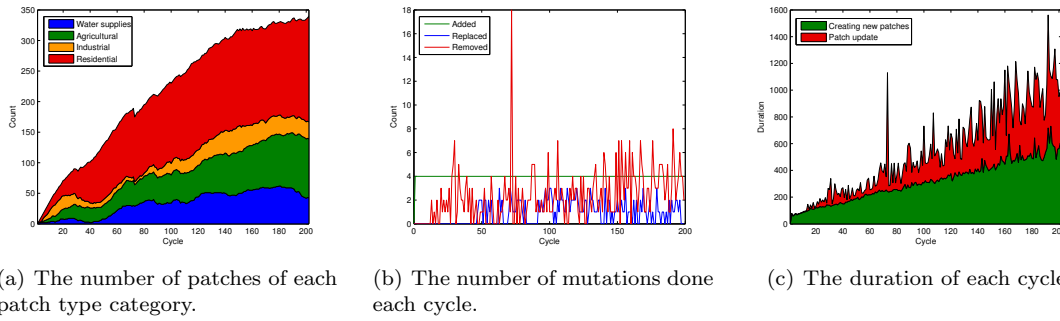 350
300
250
200
150
100
50
0
Count
20 40 60 80 100 120 140 160 180 200
Cycle
Water supplies
Agricultural
Industrial
Residential
18
16
14
12
10
8
6
4
2
0
Count
0 50 100 150 200
Cycle
Added
Replaced
Removed
1600
1400
1200
1000
800
600
400
200
0
Duration
20 40 60 80 100 120 140 160 180 200
Cycle
Creating new patches
Patch update
(a) The number of patches of each
patch type category.
(b) The number of mutations done
each cycle.
(c) The duration of each cycle